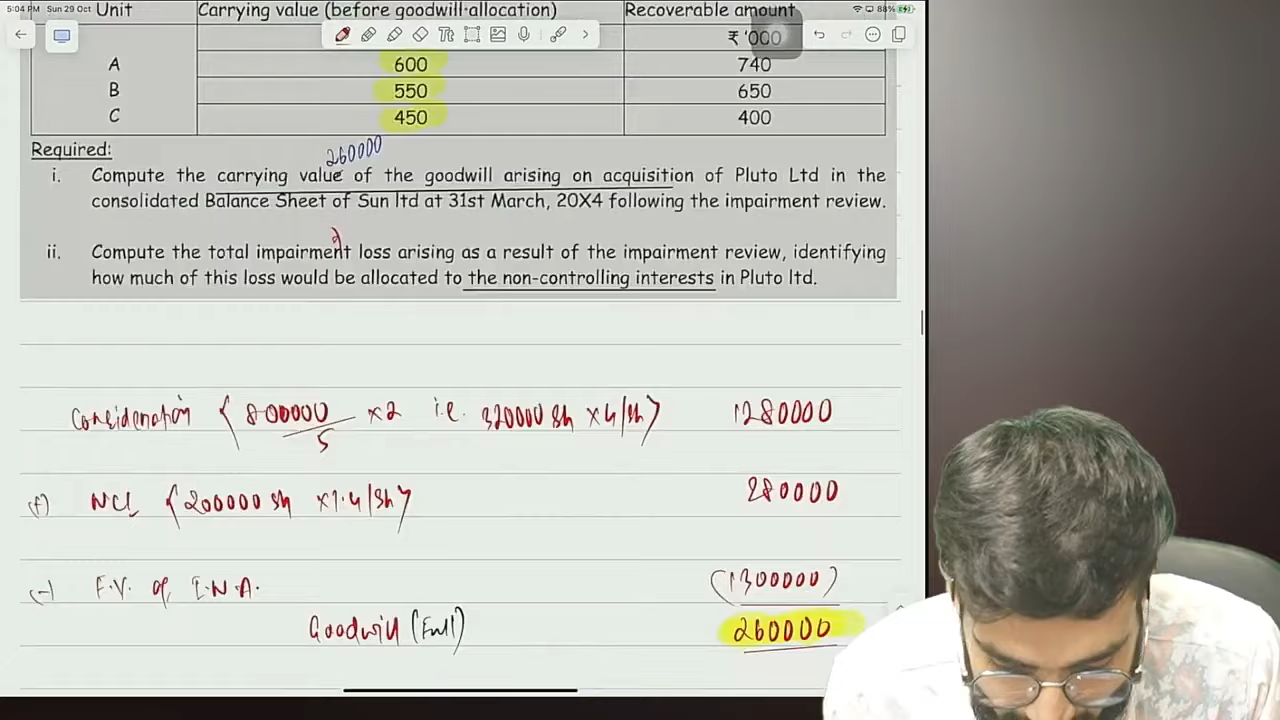 5:04 PM Sun 29 Oct
88%
Unit Carrying value (before goodwill allocation) Recoverable amount
₹ '000
Tt
A 600 740
B 550 650
C 450 400
Required:
260000
i. Compute the carrying value of the goodwill arising on acquisition of Pluto Ltd in the
consolidated Balance Sheet of Sun ltd at 31st March, 20X4 following the impairment review.
ii. Compute the total impairment loss arising as a result of the impairment review, identifying
how much of this loss would be allocated to the non-controlling interests in Pluto ltd.
Consideration { 800000 / 5 x2 i.e. 320000 sh x 4/sh } 1280000
(+) NCI { 200000 sh x1.4/sh } 280000
(-) F.V. of I.N.A. (1300000)
Goodwill (Full) 260000